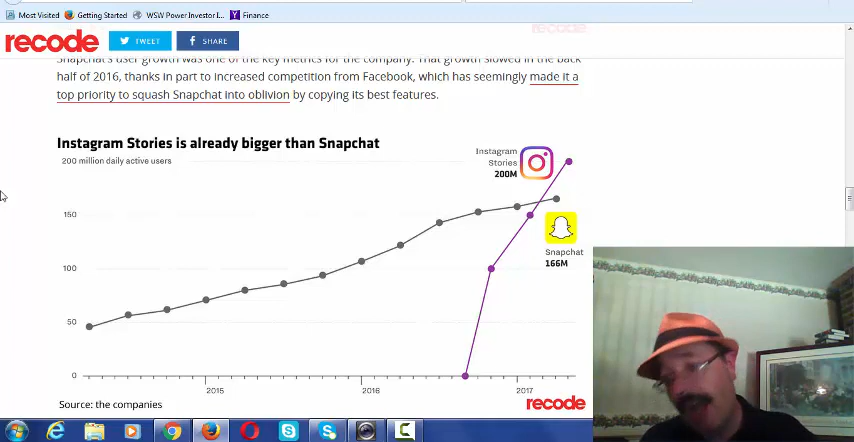 Most Visited Getting Started WSW Power Investor I... Finance
recode TWEET SHARE
recode
Snapchat's user growth was one of the key metrics for the company. That growth slowed in the back
half of 2016, thanks in part to increased competition from Facebook, which has seemingly made it a
top priority to squash Snapchat into oblivion by copying its best features.
Instagram Stories is already bigger than Snapchat
200 million daily active users
Instagram
Stories
200M
150
Snapchat
166M
100
50
0
2015 2016 2017
Source: the companies
recode